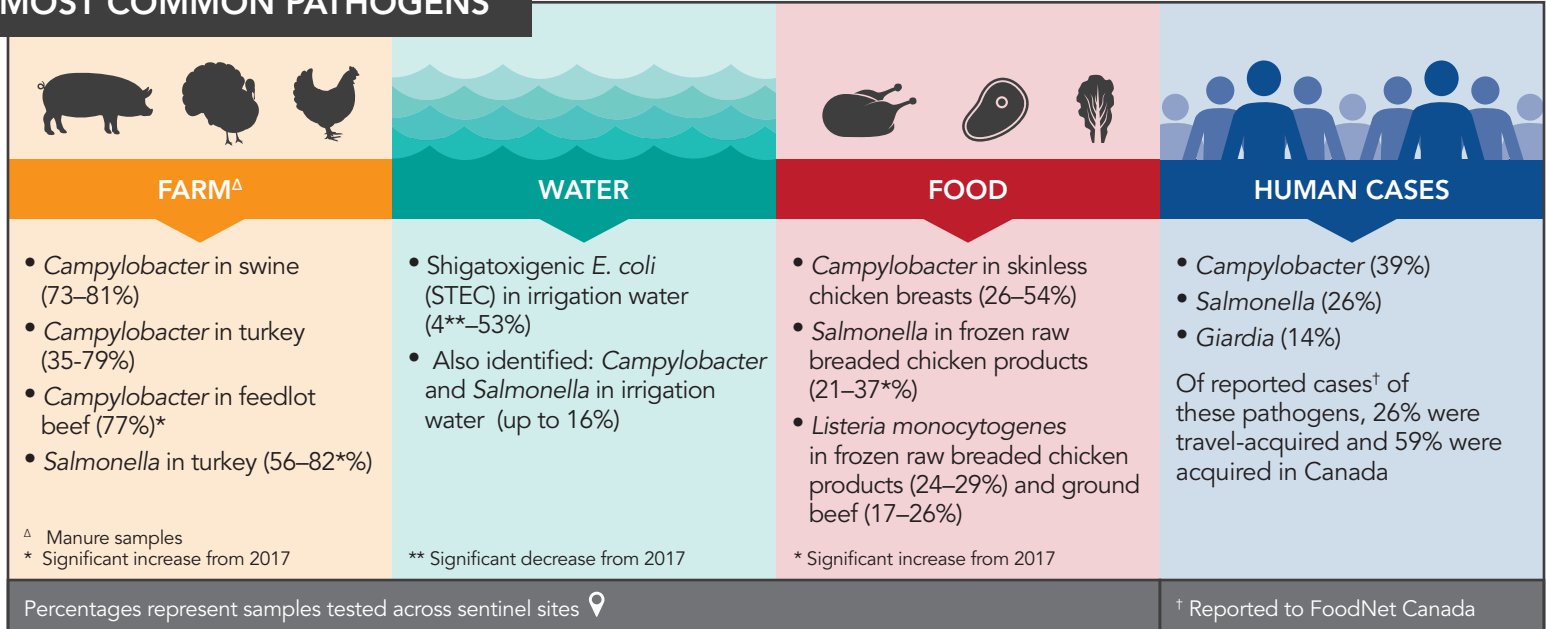 MOST COMMON PATHOGENS
FARM^Δ
• Campylobacter in swine
(73–81%)
• Campylobacter in turkey
(35-79%)
• Campylobacter in feedlot
beef (77%)*
• Salmonella in turkey (56–82*%)
Δ Manure samples
* Significant increase from 2017
WATER
• Shigatoxigenic E. coli
(STEC) in irrigation water
(4**–53%)
• Also identified: Campylobacter
and Salmonella in irrigation
water (up to 16%)
** Significant decrease from 2017
FOOD
• Campylobacter in skinless
chicken breasts (26–54%)
• Salmonella in frozen raw
breaded chicken products
(21–37*%)
• Listeria monocytogenes
in frozen raw breaded chicken
products (24–29%) and ground
beef (17–26%)
* Significant increase from 2017
HUMAN CASES
• Campylobacter (39%)
• Salmonella (26%)
• Giardia (14%)
Of reported cases† of
these pathogens, 26% were
travel-acquired and 59% were
acquired in Canada
Percentages represent samples tested across sentinel sites
† Reported to FoodNet Canada